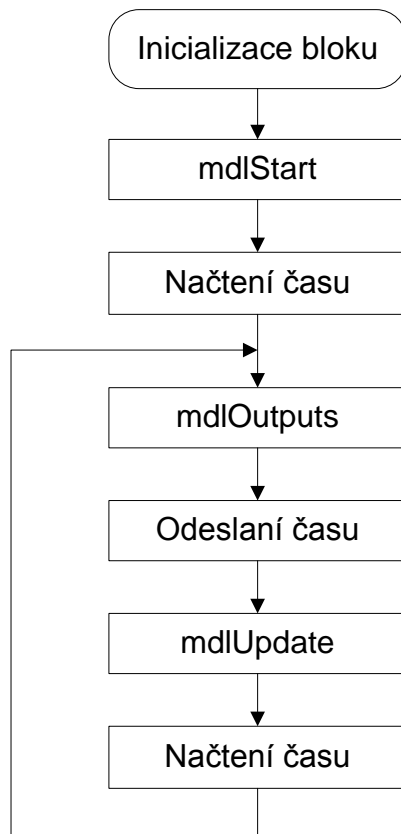 Inicializace bloku
mdlStart
Načtení času
mdlOutputs
Odeslaní času
mdlUpdate
Načtení času